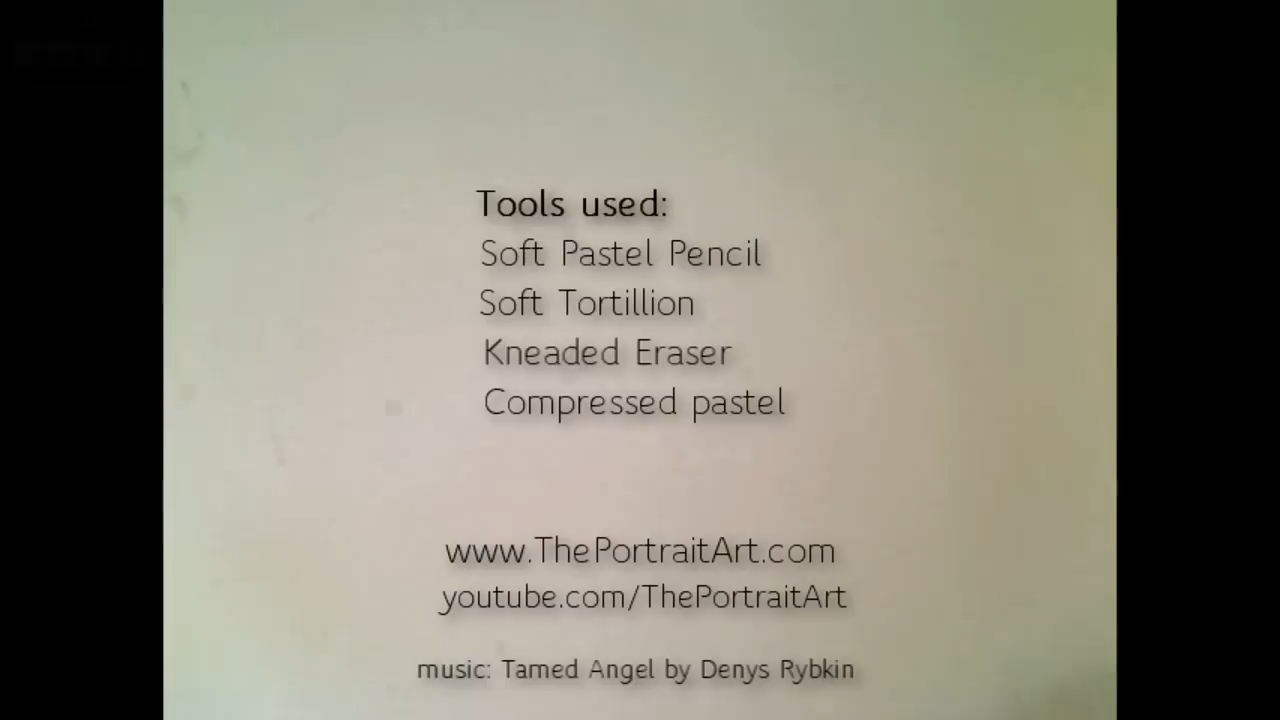 Tools used:
Soft Pastel Pencil
Soft Tortillion
Kneaded Eraser
Compressed pastel
www.ThePortraitArt.com
youtube.com/ThePortraitArt
music: Tamed Angel by Denys Rybkin